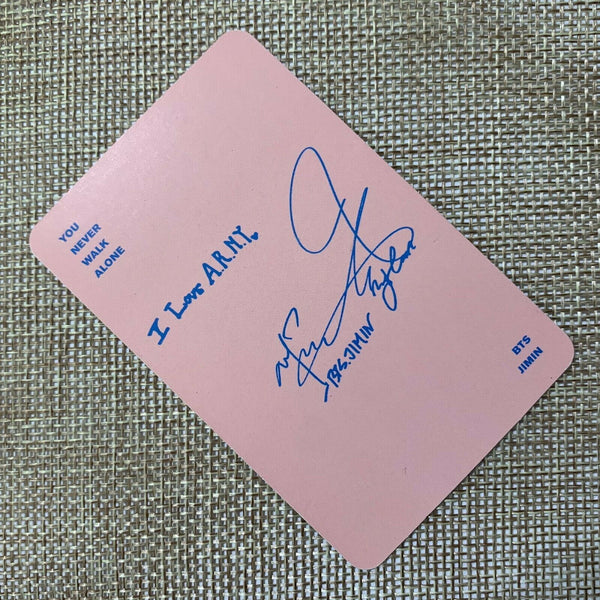 YOU
NEVER
WALK
ALONE
I Love A.R.M.Y.
BTS.JIMIN
BTS
JIMIN